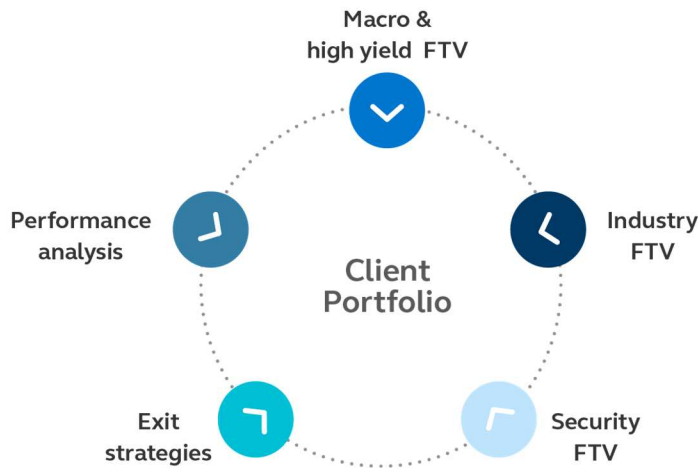 Macro &
high yield FTV
Performance
analysis
Industry
FTV
Client
Portfolio
Exit
strategies
Security
FTV